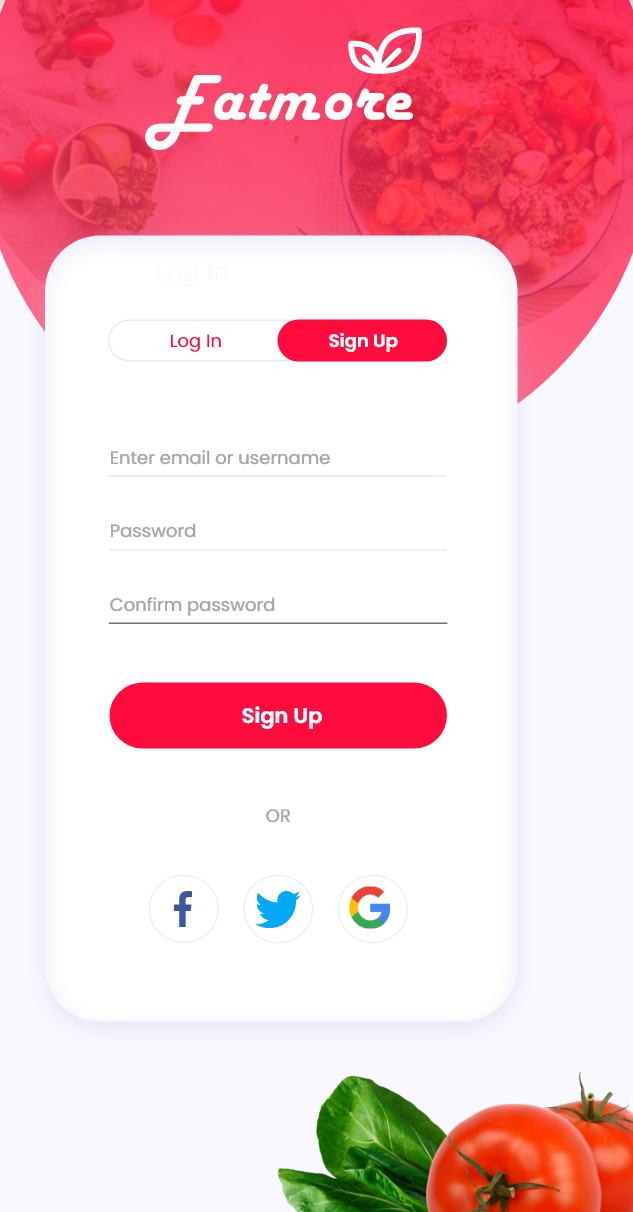 Eatmore
Log In
Log In Sign Up
Enter email or username
Password
Confirm password
Sign Up
OR